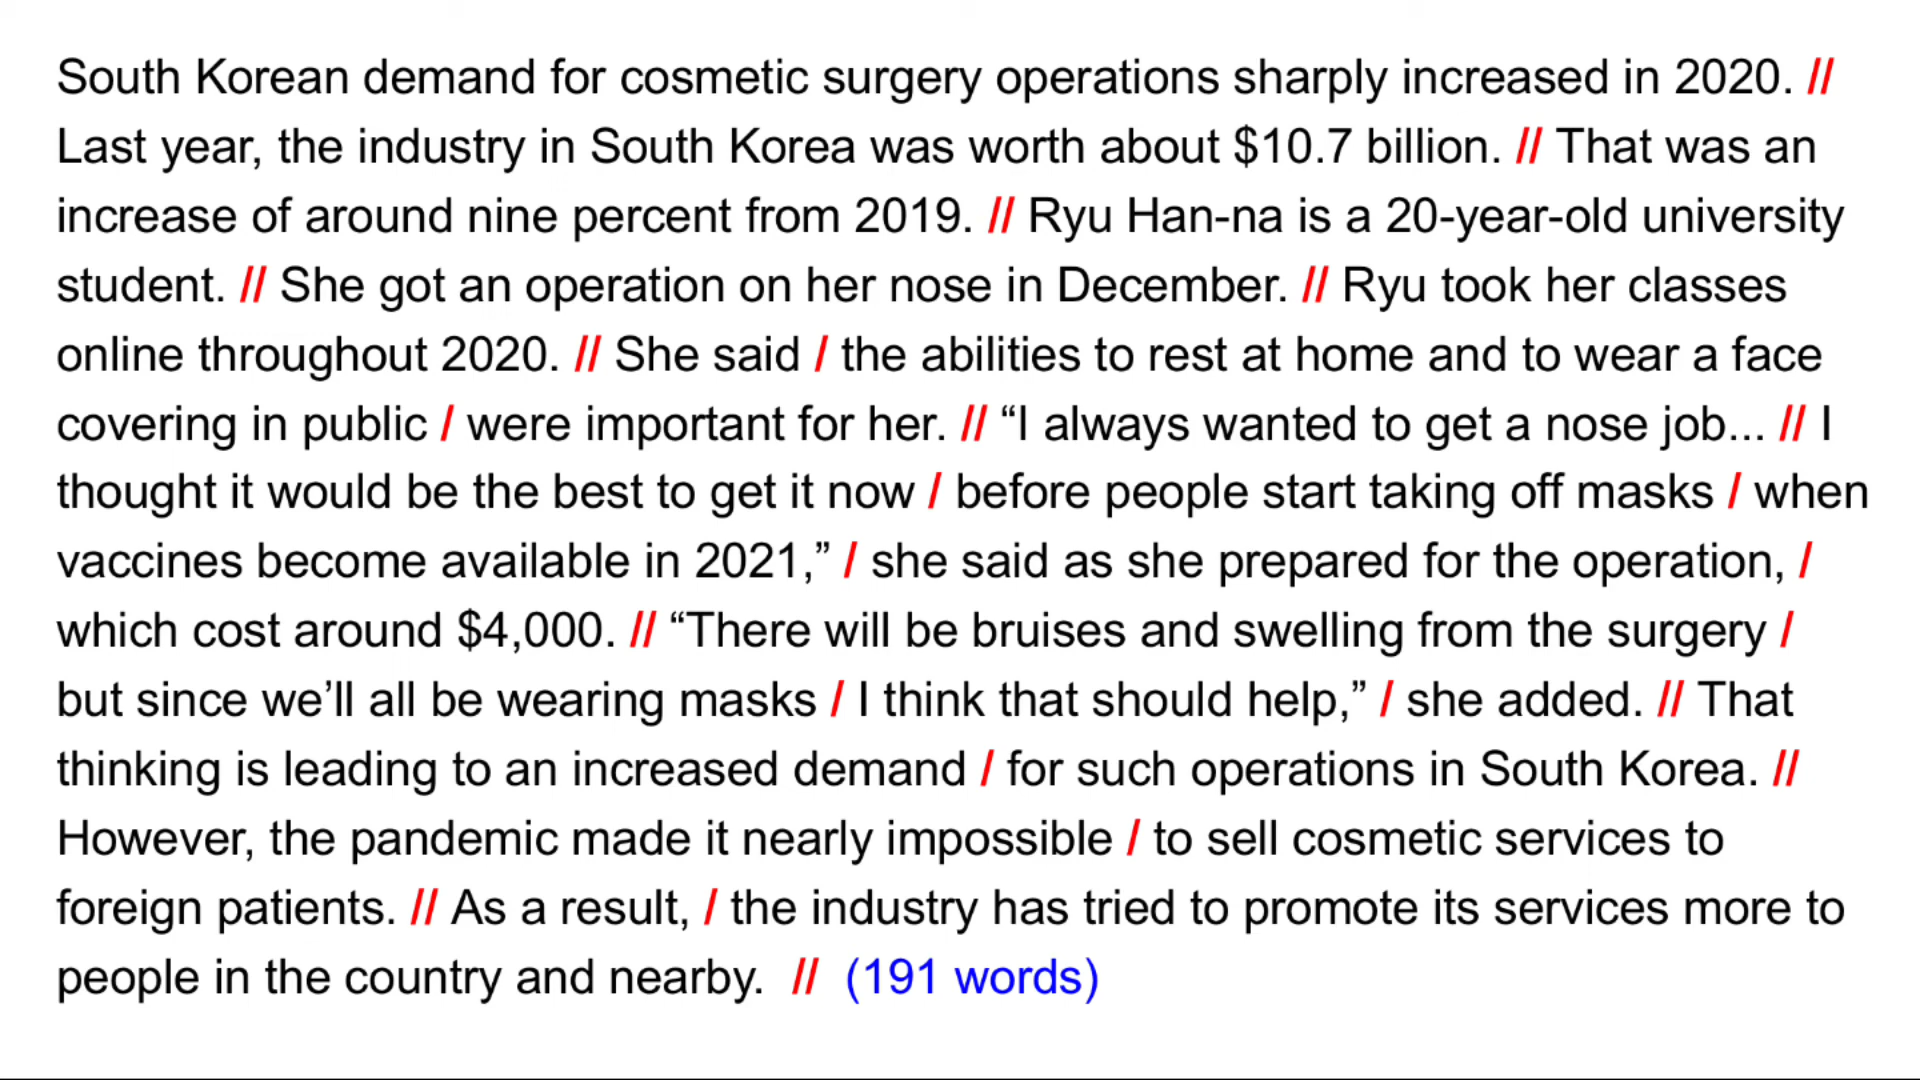 South Korean demand for cosmetic surgery operations sharply increased in 2020. //
Last year, the industry in South Korea was worth about $10.7 billion. // That was an
increase of around nine percent from 2019. // Ryu Han-na is a 20-year-old university
student. // She got an operation on her nose in December. // Ryu took her classes
online throughout 2020. // She said / the abilities to rest at home and to wear a face
covering in public / were important for her. // “I always wanted to get a nose job... // I
thought it would be the best to get it now / before people start taking off masks / when
vaccines become available in 2021,” / she said as she prepared for the operation, /
which cost around $4,000. // “There will be bruises and swelling from the surgery /
but since we’ll all be wearing masks / I think that should help,” / she added. // That
thinking is leading to an increased demand / for such operations in South Korea. //
However, the pandemic made it nearly impossible / to sell cosmetic services to
foreign patients. // As a result, / the industry has tried to promote its services more to
people in the country and nearby. // (191 words)